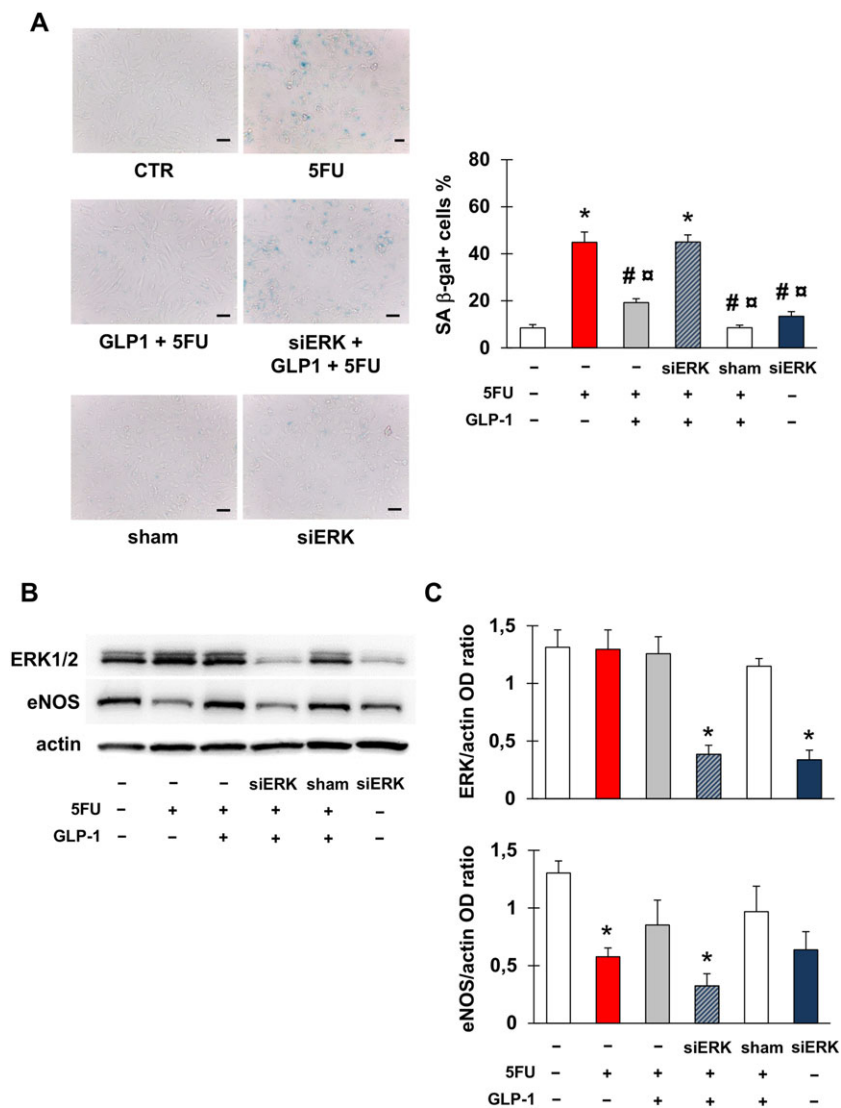 A
CTR
5FU
GLP1 + 5FU
siERK +
GLP1 + 5FU
sham
siERK
SA β-gal+ cells %
80
60
40
20
0
*
# ¤
*
# ¤
# ¤
– – – siERK sham siERK
5FU – + + + + –
GLP-1 – – + + + –
B
ERK1/2
eNOS
actin
– – – siERK sham siERK
5FU – + + + + –
GLP-1 – – + + + –
C
ERK/actin OD ratio
1,5
1
0,5
0
*
*
eNOS/actin OD ratio
1,5
1
0,5
0
*
*
– – – siERK sham siERK
5FU – + + + + –
GLP-1 – – + + + –